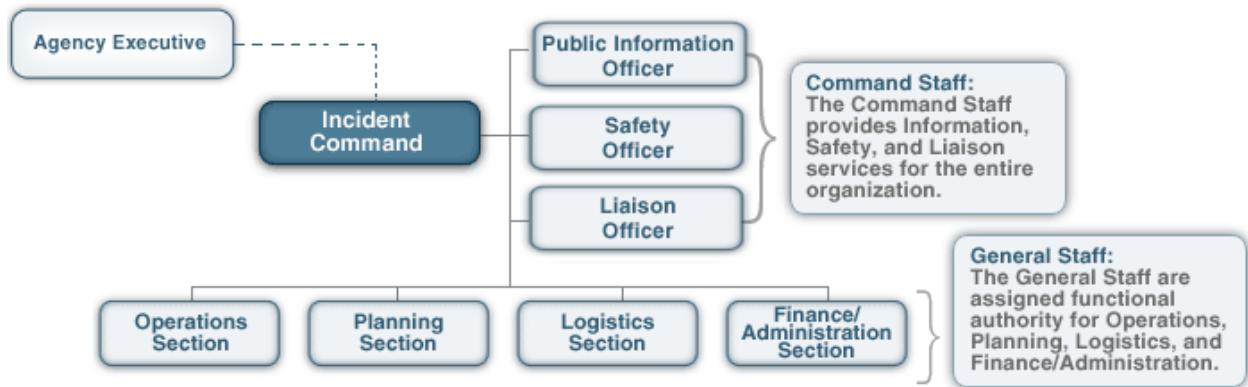 Agency Executive
Incident
Command
Public Information
Officer
Safety
Officer
Liaison
Officer
Command Staff:
The Command Staff
provides Information,
Safety, and Liaison
services for the entire
organization.
Operations
Section
Planning
Section
Logistics
Section
Finance/
Administration
Section
General Staff:
The General Staff are
assigned functional
authority for Operations,
Planning, Logistics, and
Finance/Administration.